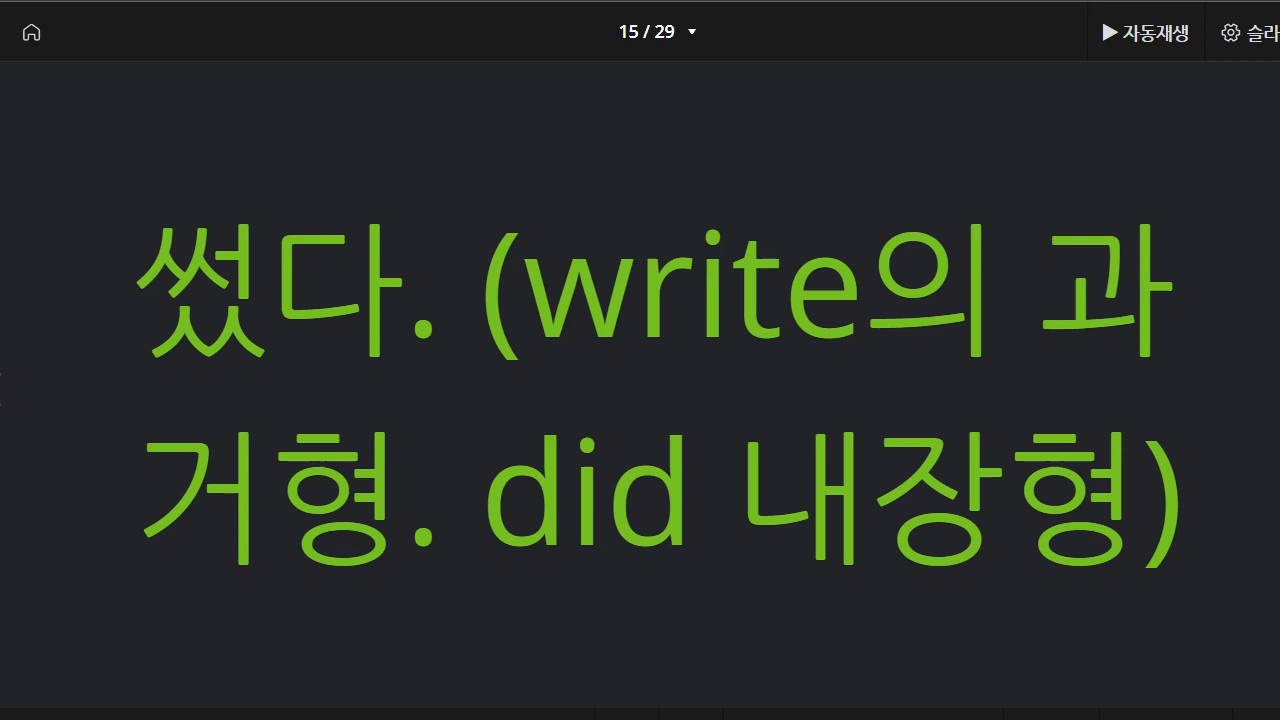 15 / 29
자동재생
슬라
썼다. (write의 과
거형. did 내장형)